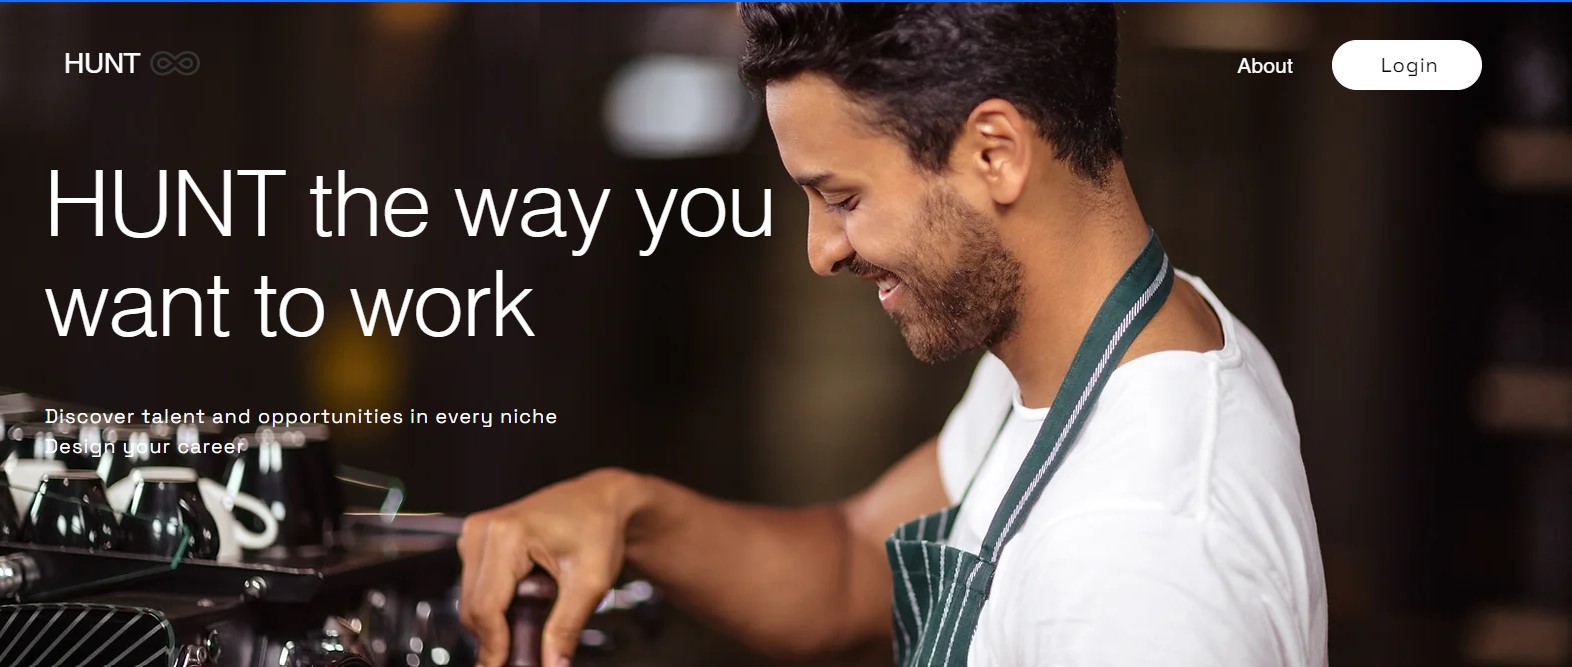 HUNT
About
Login
HUNT the way you
want to work
Discover talent and opportunities in every niche
Design your career